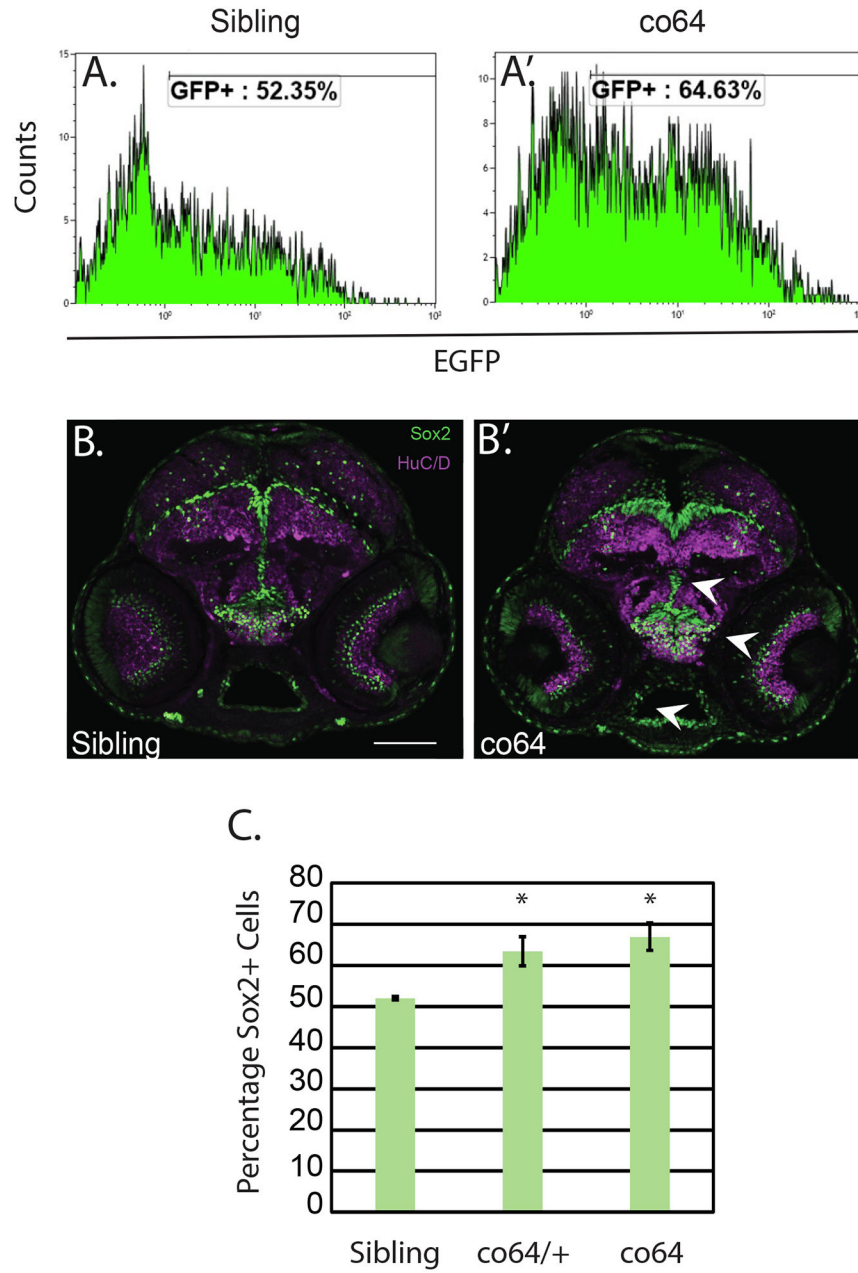 Sibling co64
A. A'.
GFP+ : 52.35% GFP+ : 64.63%
Counts
15
10
5
0
10⁰ 10¹ 10² 10³
10
8
6
4
2
0
10⁰ 10¹ 10²
EGFP
B. Sox2 B'.
HuC/D
Sibling co64
C.
Percentage Sox2+ Cells
80
70
60
50
40
30
20
10
0
* *
Sibling co64/+ co64